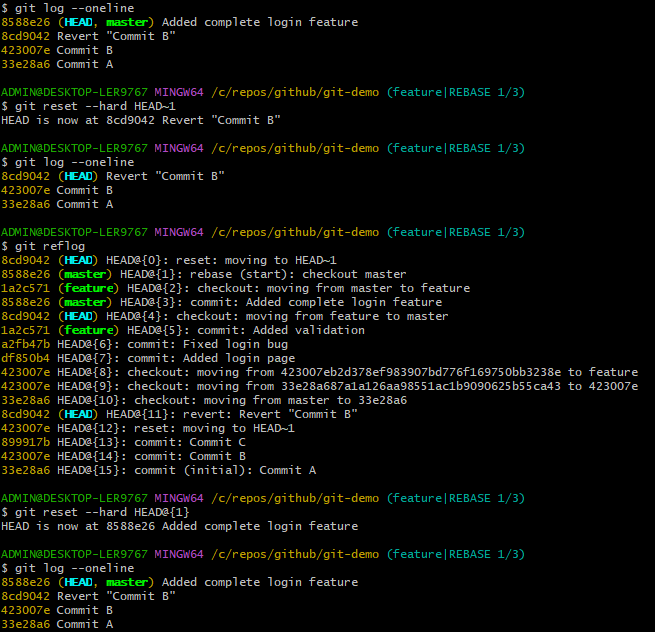 $ git log --oneline
8588e26 (HEAD, master) Added complete login feature
8cd9042 Revert "Commit B"
423007e Commit B
33e28a6 Commit A
ADMIN@DESKTOP-LER9767 MINGW64 /c/repos/github/git-demo (feature|REBASE 1/3)
$ git reset --hard HEAD~1
HEAD is now at 8cd9042 Revert "Commit B"
ADMIN@DESKTOP-LER9767 MINGW64 /c/repos/github/git-demo (feature|REBASE 1/3)
$ git log --oneline
8cd9042 (HEAD) Revert "Commit B"
423007e Commit B
33e28a6 Commit A
ADMIN@DESKTOP-LER9767 MINGW64 /c/repos/github/git-demo (feature|REBASE 1/3)
$ git reflog
8cd9042 (HEAD) HEAD@{0}: reset: moving to HEAD~1
8588e26 (master) HEAD@{1}: rebase (start): checkout master
1a2c571 (feature) HEAD@{2}: checkout: moving from master to feature
8588e26 (master) HEAD@{3}: commit: Added complete login feature
8cd9042 (HEAD) HEAD@{4}: checkout: moving from feature to master
1a2c571 (feature) HEAD@{5}: commit: Added validation
a2fb47b HEAD@{6}: commit: Fixed login bug
df850b4 HEAD@{7}: commit: Added login page
423007e HEAD@{8}: checkout: moving from 423007eb2d378ef983907bd776f169750bb3238e to feature
423007e HEAD@{9}: checkout: moving from 33e28a687a1a126aa98551ac1b9090625b55ca43 to 423007e
33e28a6 HEAD@{10}: checkout: moving from master to 33e28a6
8cd9042 (HEAD) HEAD@{11}: revert: Revert "Commit B"
423007e HEAD@{12}: reset: moving to HEAD~1
899917b HEAD@{13}: commit: Commit C
423007e HEAD@{14}: commit: Commit B
33e28a6 HEAD@{15}: commit (initial): Commit A
ADMIN@DESKTOP-LER9767 MINGW64 /c/repos/github/git-demo (feature|REBASE 1/3)
$ git reset --hard HEAD@{1}
HEAD is now at 8588e26 Added complete login feature
ADMIN@DESKTOP-LER9767 MINGW64 /c/repos/github/git-demo (feature|REBASE 1/3)
$ git log --oneline
8588e26 (HEAD, master) Added complete login feature
8cd9042 Revert "Commit B"
423007e Commit B
33e28a6 Commit A